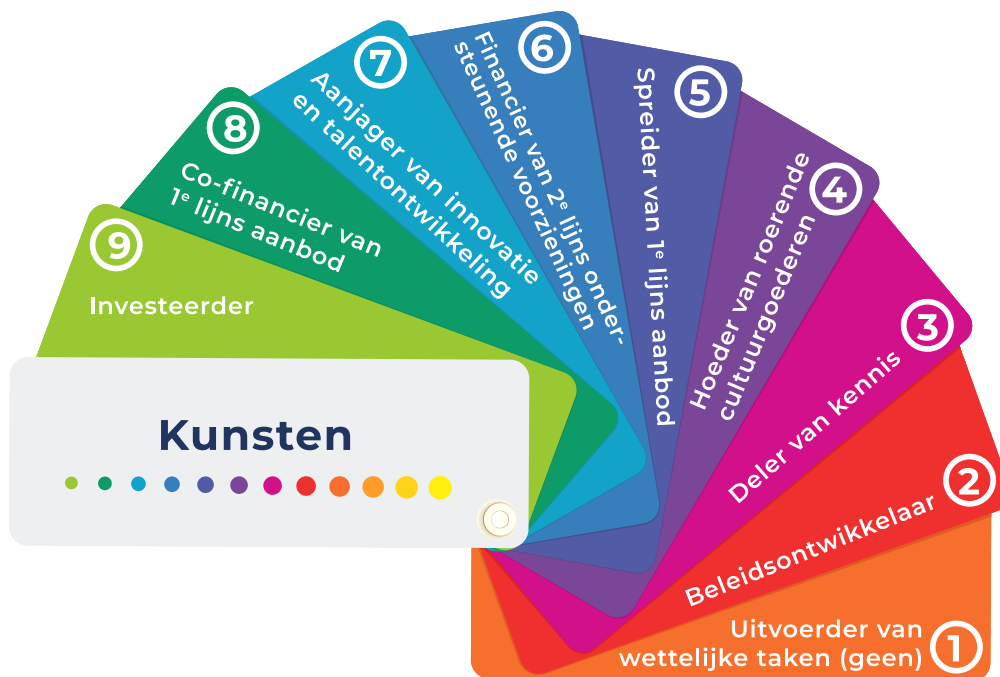 7
Aanjager van innovatie
en talentontwikkeling
6
Financier van 2e lijns onder-
steunende voorzieningen
5
Spreider van 1e lijns aanbod
8
Co-financier van
1e lijns aanbod
4
Hoeder van roerende
cultuurgoederen
9
Investeerder
3
Deler van kennis
Kunsten
2
Beleidsontwikkelaar
1
Uitvoerder van
wettelijke taken (geen)